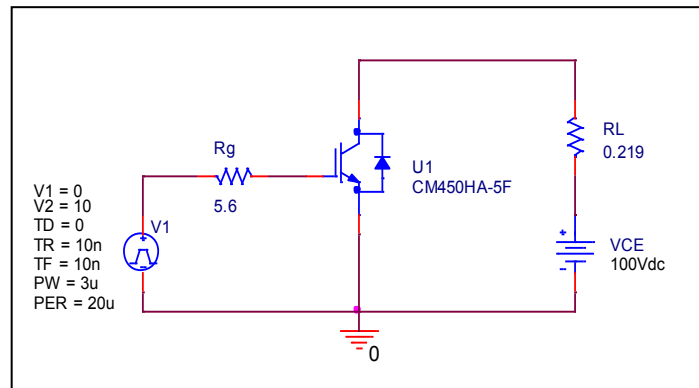 Rg
5.6
U1
CM450HA-5F
RL
0.219
V1 = 0
V2 = 10
TD = 0
TR = 10n
TF = 10n
PW = 3u
PER = 20u
V1
+
-
VCE
100Vdc
+
-
0